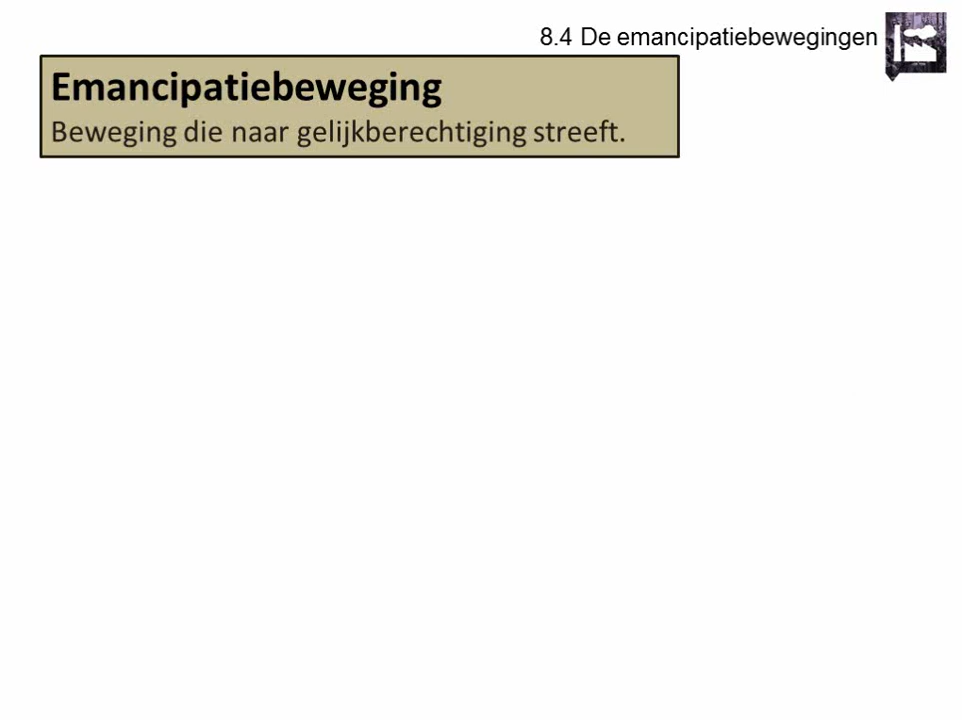 8.4 De emancipatiebewegingen
Emancipatiebeweging
Beweging die naar gelijkberechtiging streeft.